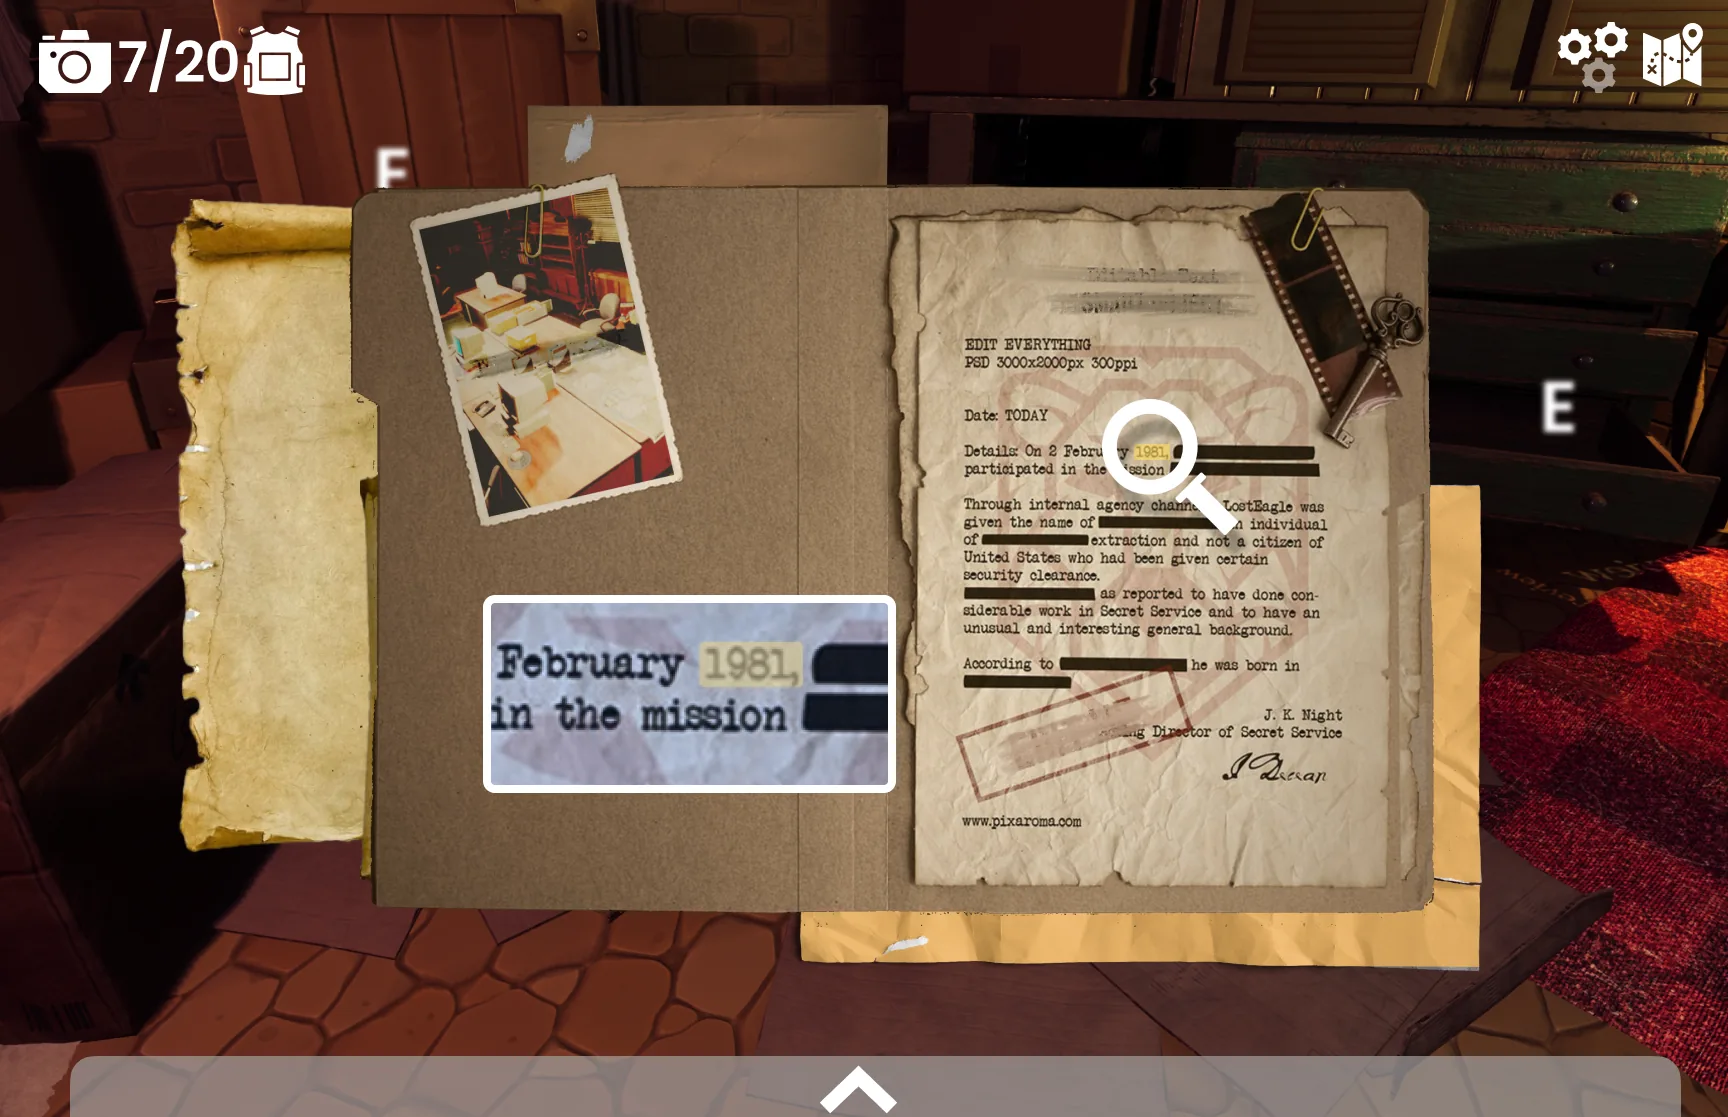 7/20
E
E
EDIT EVERYTHING
PSD 3000x2000px 300ppi
Date: TODAY
Details: On 2 February 1981,
participated in the mission
Through internal agency LostEagle was
given the name of individual
of extraction and not a citizen of
United States who had been given certain
security clearance.
as reported to have done con-
siderable work in Secret Service and to have an
unusual and interesting general background.
According to he was born in
J. K. Night
Director of Secret Service
www.pixaroma.com
February 1981,
in the mission